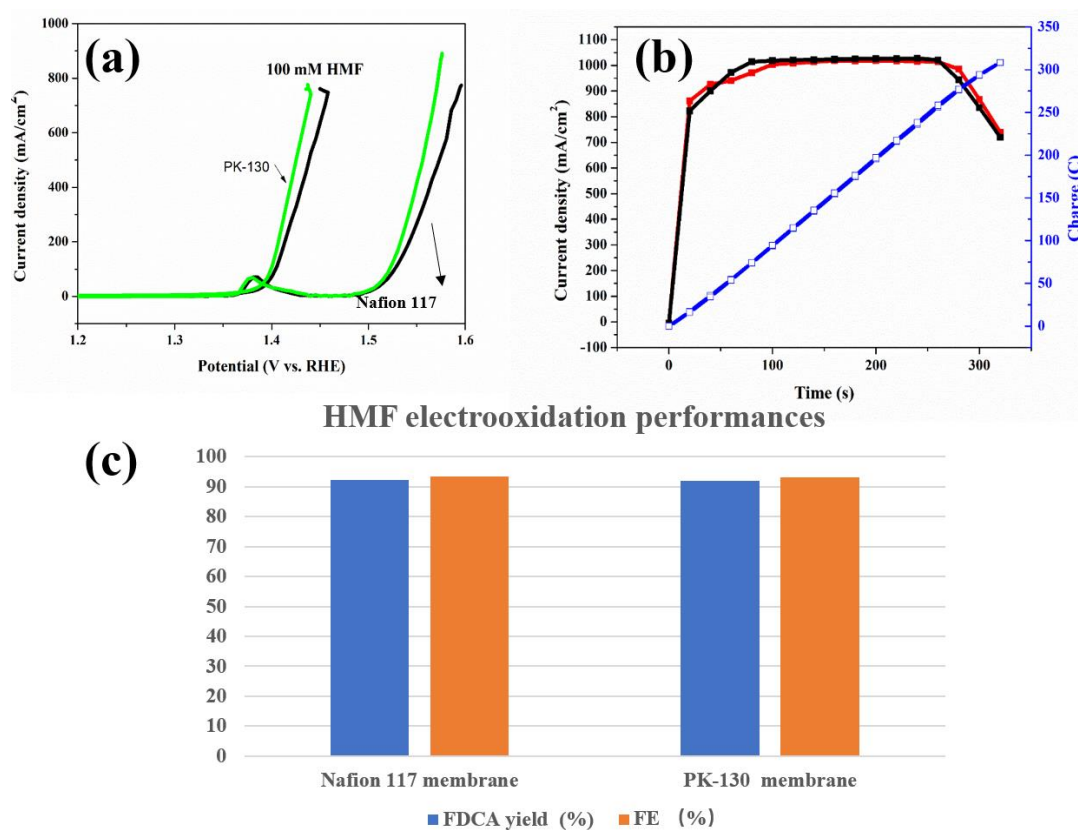 (a)
1000
800
600
400
200
0
Current density (mA/cm²)
100 mM HMF
PK-130
Nafion 117
1.2 1.3 1.4 1.5 1.6
Potential (V vs. RHE)
(b)
1100
1000
900
800
700
600
500
400
300
200
100
0
-100
Current density (mA/cm²)
350
300
250
200
150
100
50
0
Charge (C)
0 100 200 300
Time (s)
HMF electrooxidation performances
(c)
100
90
80
70
60
50
40
30
20
10
0
Nafion 117 membrane PK-130 membrane
FDCA yield (%) FE (%)